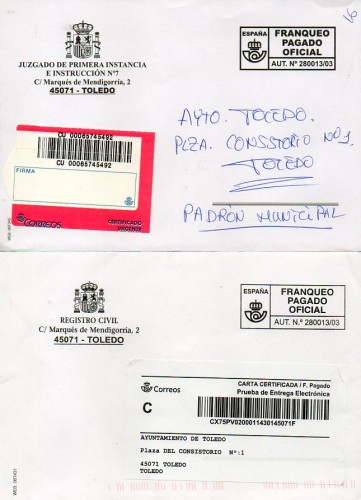 JUZGADO DE PRIMERA INSTANCIA
E INSTRUCCIÓN Nº7
C/ Marqués de Mendigorría, 2
45071 - TOLEDO
ESPAÑA
FRANQUEO
PAGADO
OFICIAL
AUT. N.º 280013/03
CU 00065745492
CU 00065745492
FIRMA
Correos
CERTIFICADO
URGENTE
AYTO. TOLEDO.
PLZA. CONSISTORIO Nº1
TOLEDO
PADRÓN MUNICIPAL
REGISTRO CIVIL
C/ Marqués de Mendigorría, 2
45071 - TOLEDO
ESPAÑA
FRANQUEO
PAGADO
OFICIAL
AUT. N.º 280013/03
Correos
CARTA CERTIFICADA / F. Pagado
Prueba de Entrega Electrónica
C
CX75PV0200011430145071F
AYUNTAMIENTO DE TOLEDO
Plaza DEL CONSISTORIO Nº:1
45071 TOLEDO
TOLEDO